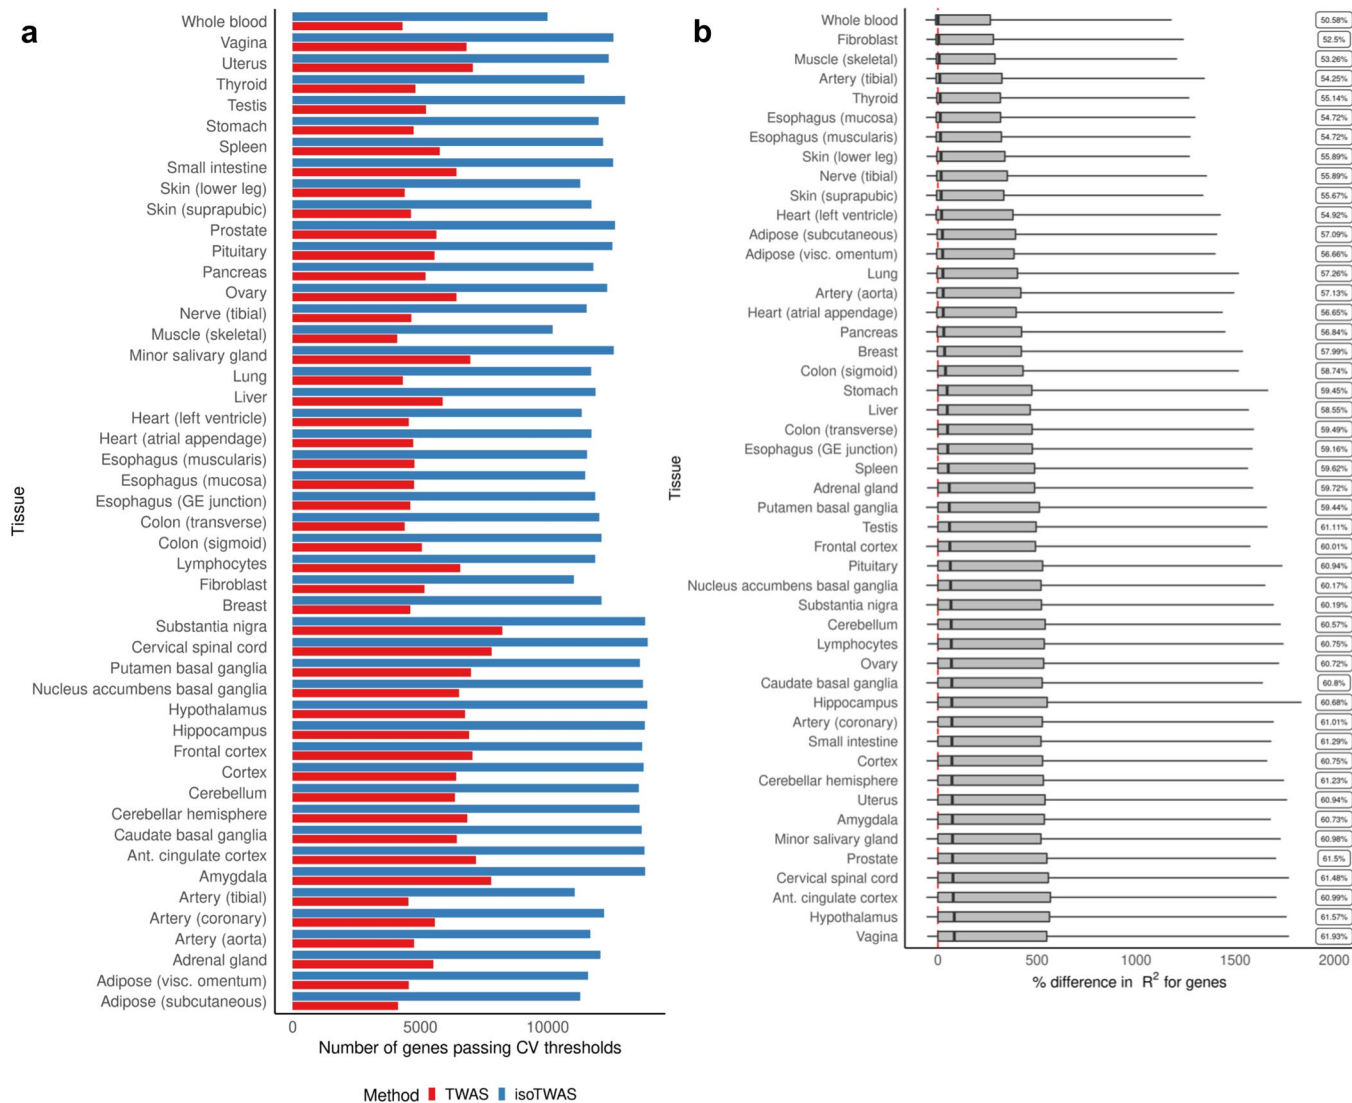 a
Whole blood
Vagina
Uterus
Thyroid
Testis
Stomach
Spleen
Small intestine
Skin (lower leg)
Skin (suprapubic)
Prostate
Pituitary
Pancreas
Ovary
Nerve (tibial)
Muscle (skeletal)
Minor salivary gland
Lung
Liver
Heart (left ventricle)
Heart (atrial appendage)
Esophagus (muscularis)
Esophagus (mucosa)
Esophagus (GE junction)
Colon (transverse)
Colon (sigmoid)
Lymphocytes
Fibroblast
Breast
Substantia nigra
Cervical spinal cord
Putamen basal ganglia
Nucleus accumbens basal ganglia
Hypothalamus
Hippocampus
Frontal cortex
Cortex
Cerebellum
Cerebellar hemisphere
Caudate basal ganglia
Ant. cingulate cortex
Amygdala
Artery (tibial)
Artery (coronary)
Artery (aorta)
Adrenal gland
Adipose (visc. omentum)
Adipose (subcutaneous)
Tissue
0 5000 10000
Number of genes passing CV thresholds
Method TWAS isoTWAS
b
Whole blood 50.58%
Fibroblast 52.5%
Muscle (skeletal) 53.26%
Artery (tibial) 54.25%
Thyroid 55.14%
Esophagus (mucosa) 54.72%
Esophagus (muscularis) 54.72%
Skin (lower leg) 55.89%
Nerve (tibial) 55.89%
Skin (suprapubic) 55.67%
Heart (left ventricle) 54.92%
Adipose (subcutaneous) 57.09%
Adipose (visc. omentum) 56.66%
Lung 57.26%
Artery (aorta) 57.13%
Heart (atrial appendage) 56.65%
Pancreas 56.84%
Breast 57.99%
Colon (sigmoid) 58.74%
Stomach 59.45%
Liver 58.55%
Colon (transverse) 59.49%
Esophagus (GE junction) 59.16%
Spleen 59.62%
Adrenal gland 59.72%
Putamen basal ganglia 59.44%
Testis 61.11%
Frontal cortex 60.01%
Pituitary 60.94%
Nucleus accumbens basal ganglia 60.17%
Substantia nigra 60.19%
Cerebellum 60.57%
Lymphocytes 60.75%
Ovary 60.72%
Caudate basal ganglia 60.8%
Hippocampus 60.68%
Artery (coronary) 61.01%
Small intestine 61.29%
Cortex 60.75%
Cerebellar hemisphere 61.23%
Uterus 60.94%
Amygdala 60.73%
Minor salivary gland 60.98%
Prostate 61.5%
Cervical spinal cord 61.48%
Ant. cingulate cortex 60.99%
Hypothalamus 61.57%
Vagina 61.93%
Tissue
0 500 1000 1500 2000
% difference in R² for genes